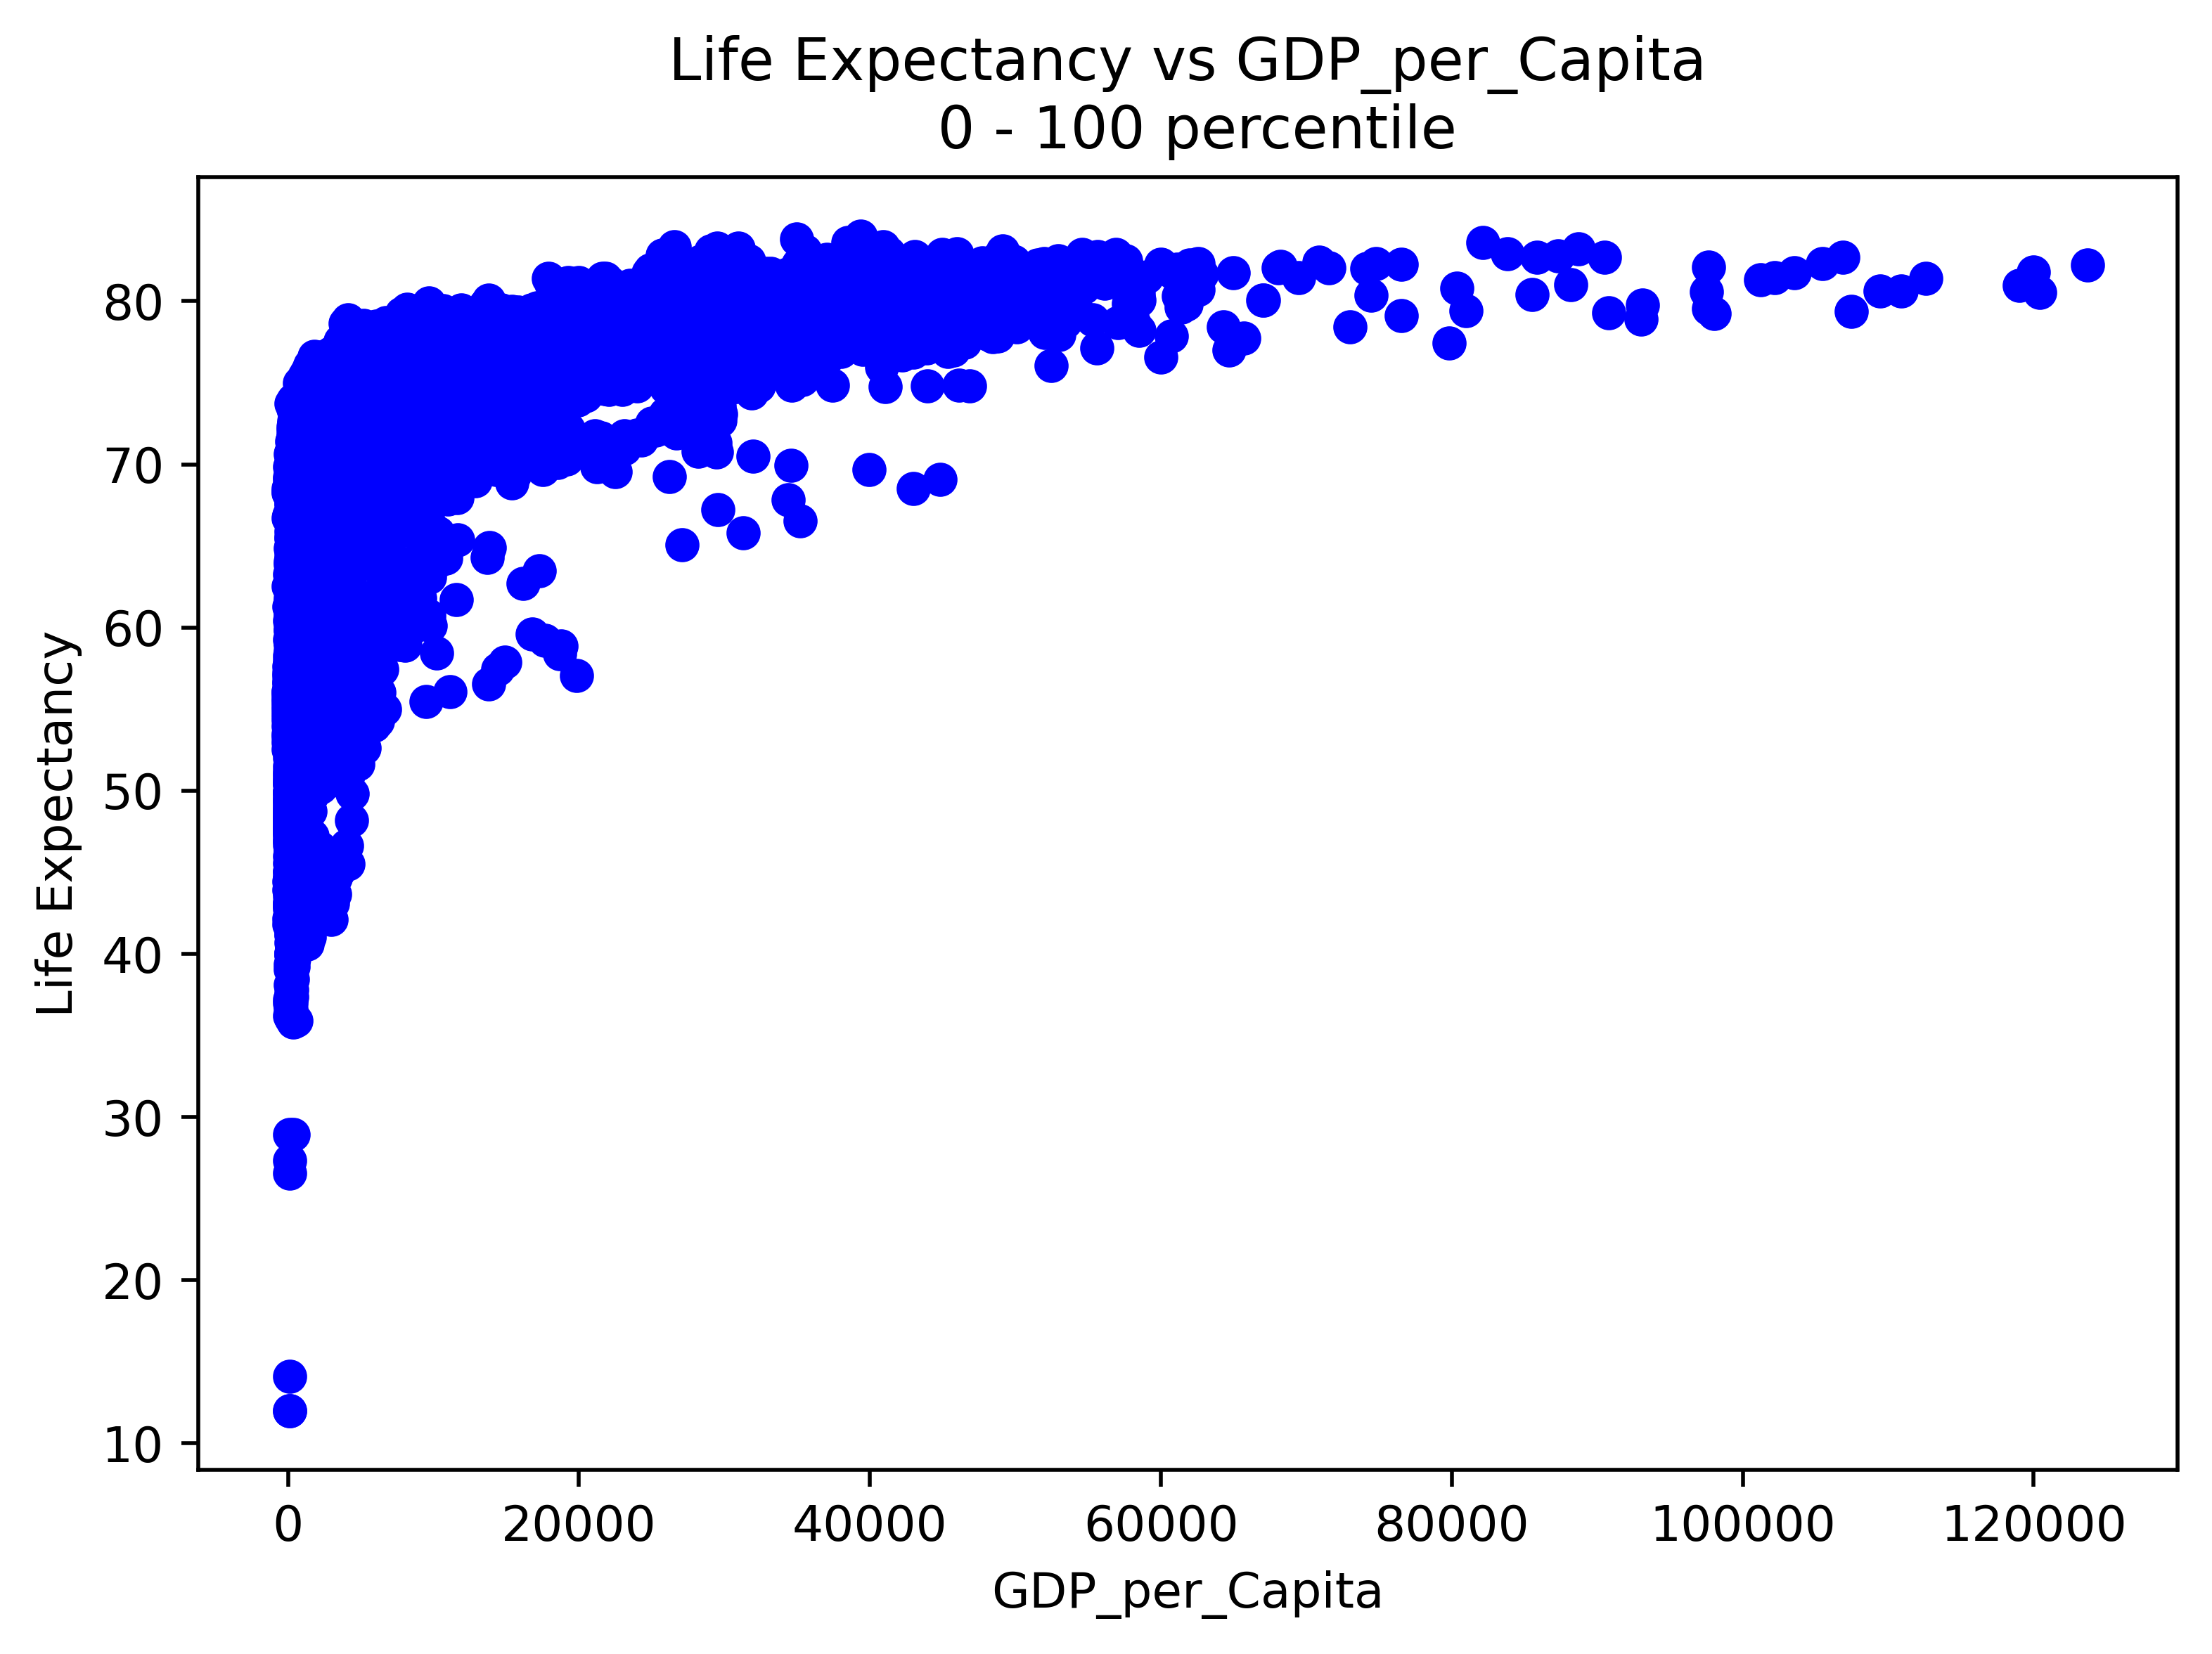 Life Expectancy vs GDP_per_Capita
0 - 100 percentile
Life Expectancy
80
70
60
50
40
30
20
10
0 20000 40000 60000 80000 100000 120000
GDP_per_Capita